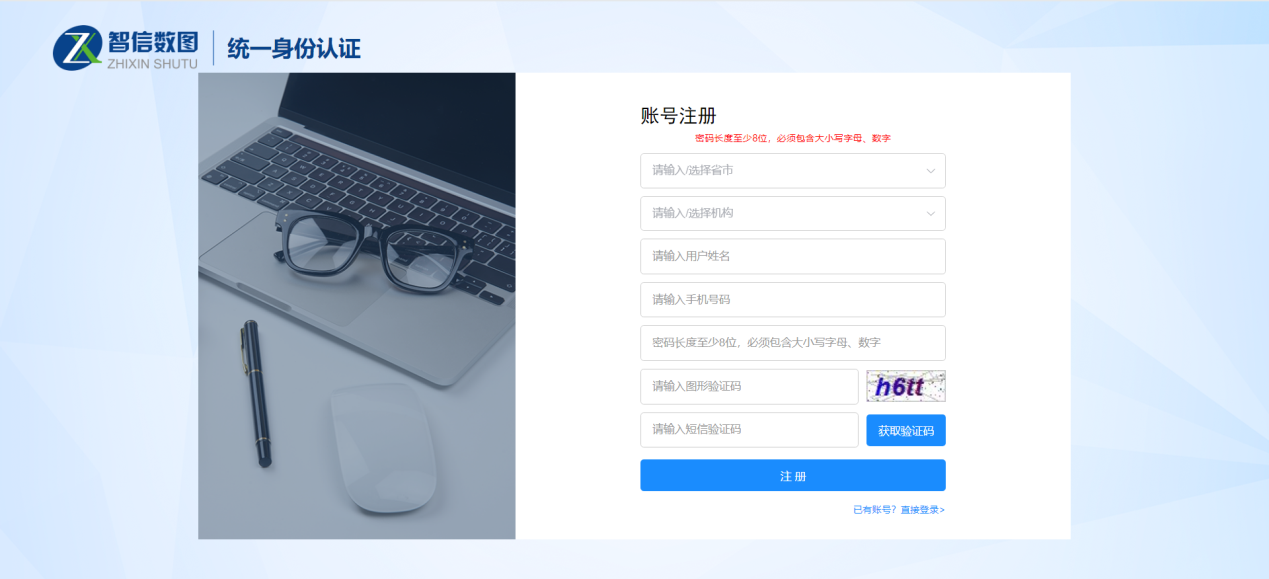 智信数图
ZHIXIN SHUTU
统一身份认证
账号注册
密码长度至少8位，必须包含大小写字母、数字
请输入/选择省市
请输入/选择机构
请输入用户姓名
请输入手机号码
密码长度至少8位，必须包含大小写字母、数字
请输入图形验证码
h6tt
请输入短信验证码
获取验证码
注 册
已有账号？直接登录>